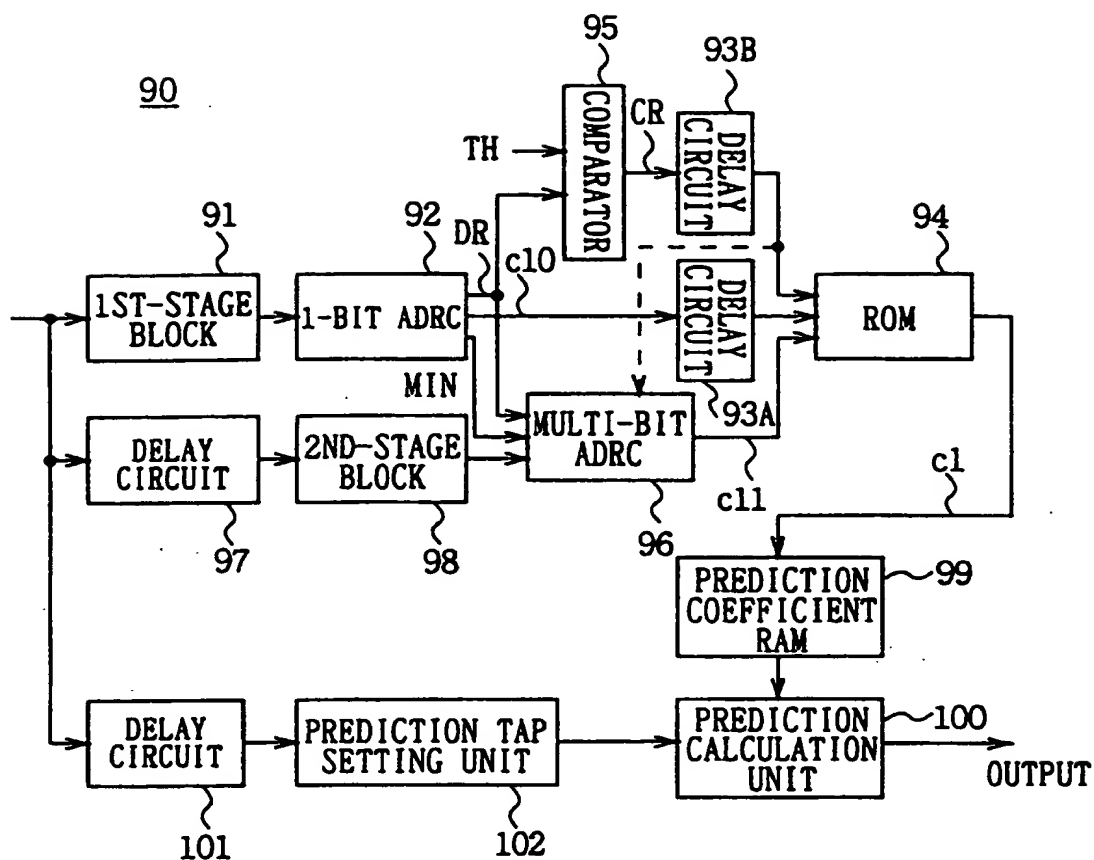 95
93B
90
COMPARATOR
CR
DELAY
CIRCUIT
TH
91
92
DR
c10
94
1ST-STAGE
BLOCK
1-BIT ADRC
DELAY
CIRCUIT
ROM
MIN
93A
DELAY
CIRCUIT
2ND-STAGE
BLOCK
MULTI-BIT
ADRC
c11
c1
97
98
96
PREDICTION
COEFFICIENT
RAM
99
DELAY
CIRCUIT
PREDICTION TAP
SETTING UNIT
PREDICTION
CALCULATION
UNIT
100
OUTPUT
101
102